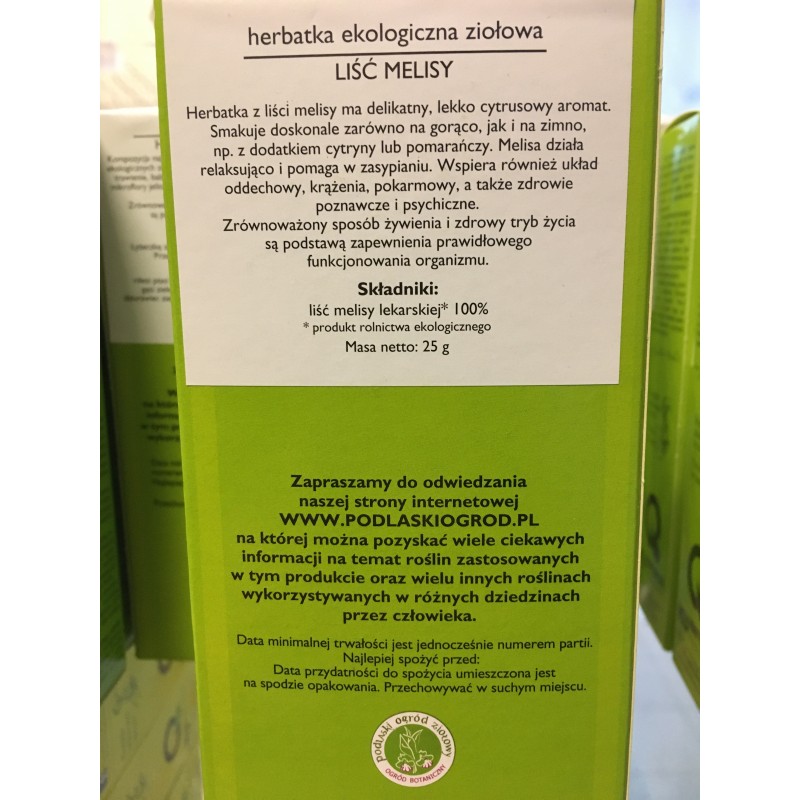 herbatka ekologiczna ziołowa
LIŚĆ MELISY
Herbatka z liści melisy ma delikatny, lekko cytrusowy aromat.
Smakuje doskonale zarówno na gorąco, jak i na zimno,
np. z dodatkiem cytryny lub pomarańczy. Melisa działa
relaksująco i pomaga w zasypianiu. Wspiera również układ
oddechowy, krążenia, pokarmowy, a także zdrowie
poznawcze i psychiczne.
Zrównoważony sposób żywienia i zdrowy tryb życia
są podstawą zapewnienia prawidłowego
funkcjonowania organizmu.
Składniki:
liść melisy lekarskiej* 100%
* produkt rolnictwa ekologicznego
Masa netto: 25 g
Zapraszamy do odwiedzania
naszej strony internetowej
WWW.PODLASKIOGROD.PL
na której można pozyskać wiele ciekawych
informacji na temat roślin zastosowanych
w tym produkcie oraz wielu innych roślinach
wykorzystywanych w różnych dziedzinach
przez człowieka.
Data minimalnej trwałości jest jednocześnie numerem partii.
Najlepiej spożyć przed:
Data przydatności do spożycia umieszczona jest
na spodzie opakowania. Przechowywać w suchym miejscu.
Podlaski ogród ziołowy
OGRÓD BOTANICZNY